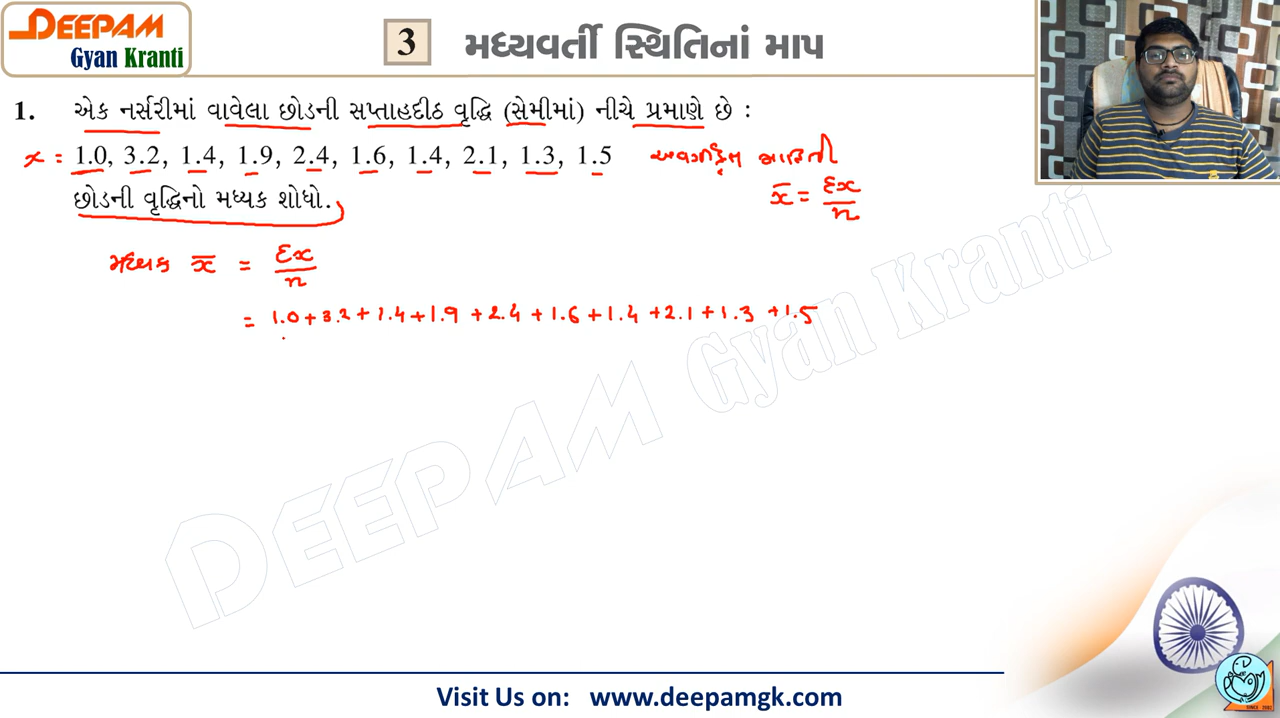 DEEPAM
Gyan Kranti
3 મધ્યવર્તી સ્થિતિનાં માપ
1. એક નર્સરીમાં વાવેલા છોડની સપ્તાહદીઠ વૃદ્ધિ (સેમીમાં) નીચે પ્રમાણે છે :
x = 1.0, 3.2, 1.4, 1.9, 2.4, 1.6, 1.4, 2.1, 1.3, 1.5 અવર્ગીકૃત માહિતી
છોડની વૃદ્ધિનો મધ્યક શોધો. x̄ = Σx/n
મધ્યક x̄ = Σx/n
= 1.0+3.2+1.4+1.9+2.4+1.6+1.4+2.1+1.3+1.5
DEEPAM Gyan Kranti
Visit Us on: www.deepamgk.com